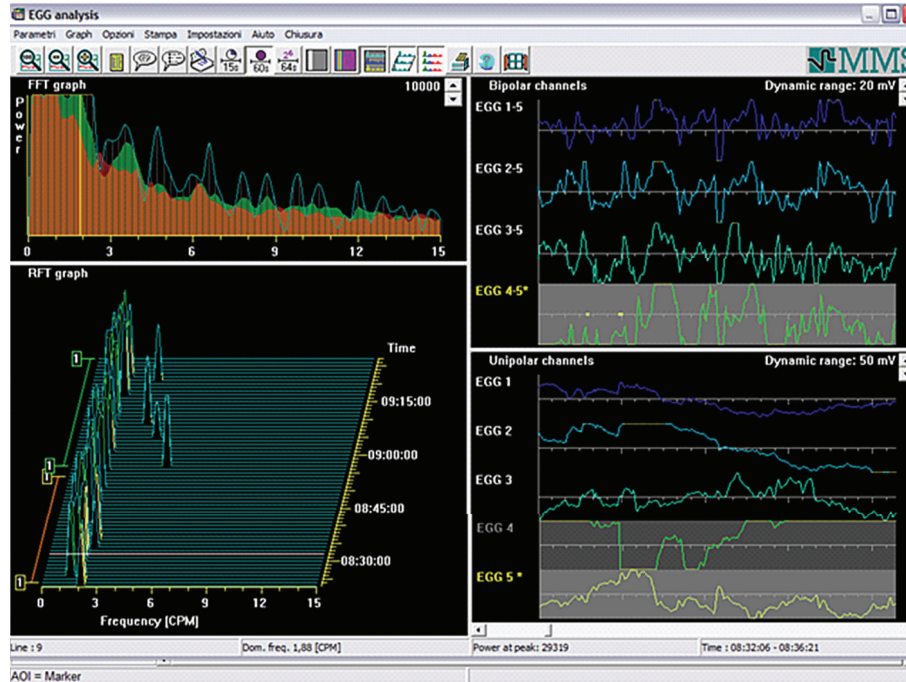 EGG analysis
Parametri Graph Opzioni Stampa Impostazioni Aiuto Chiusura
15s 60s 64s
MMS
FFT graph 10000
Power
0 3 6 9 12 15
RFT graph
1
1
1
1
Time
09:15:00
09:00:00
08:45:00
08:30:00
0 3 6 9 12 15
Frequency [CPM]
Bipolar channels Dynamic range: 20 mV
EGG 1-5
EGG 2-5
EGG 3-5
EGG 4-5*
Unipolar channels Dynamic range: 50 mV
EGG 1
EGG 2
EGG 3
EGG 4
EGG 5 *
Line : 9 Dom. freq. 1,88 [CPM] Power at peak: 29319 Time : 08:32:06 - 08:36:21
AOI = Marker